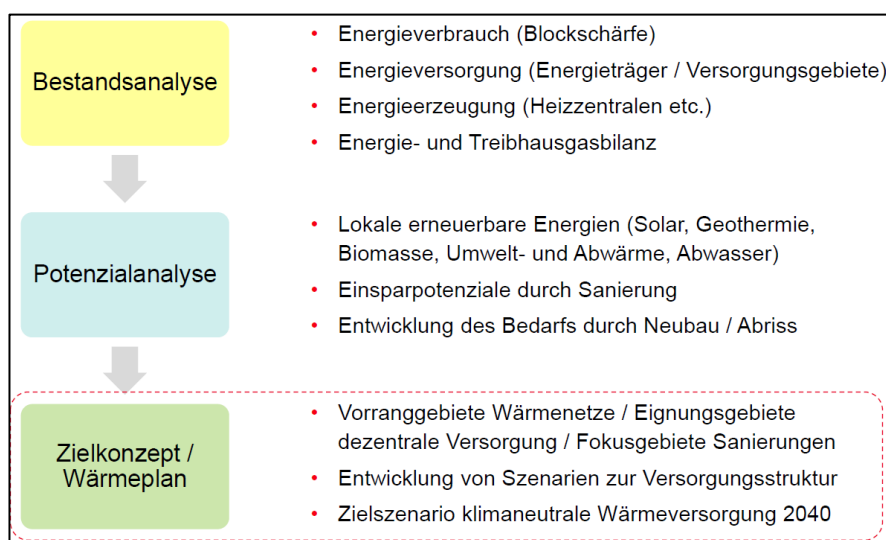 Bestandsanalyse
• Energieverbrauch (Blockschärfe)
• Energieversorgung (Energieträger / Versorgungsgebiete)
• Energieerzeugung (Heizzentralen etc.)
• Energie- und Treibhausgasbilanz
Potenzialanalyse
• Lokale erneuerbare Energien (Solar, Geothermie,
Biomasse, Umwelt- und Abwärme, Abwasser)
• Einsparpotenziale durch Sanierung
• Entwicklung des Bedarfs durch Neubau / Abriss
Zielkonzept /
Wärmeplan
• Vorranggebiete Wärmenetze / Eignungsgebiete
dezentrale Versorgung / Fokusgebiete Sanierungen
• Entwicklung von Szenarien zur Versorgungsstruktur
• Zielszenario klimaneutrale Wärmeversorgung 2040